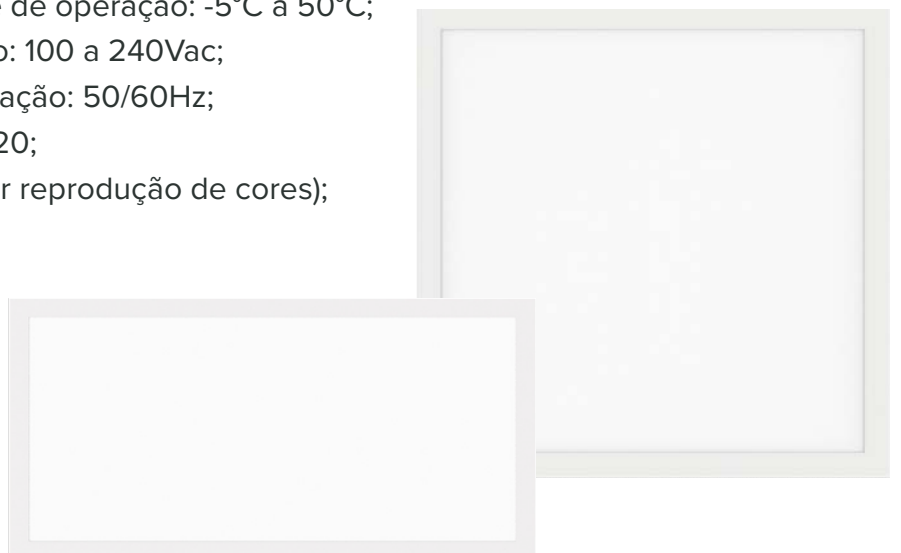 de operação: -5°C a 50°C;
: 100 a 240Vac;
ação: 50/60Hz;
20;
r reprodução de cores);